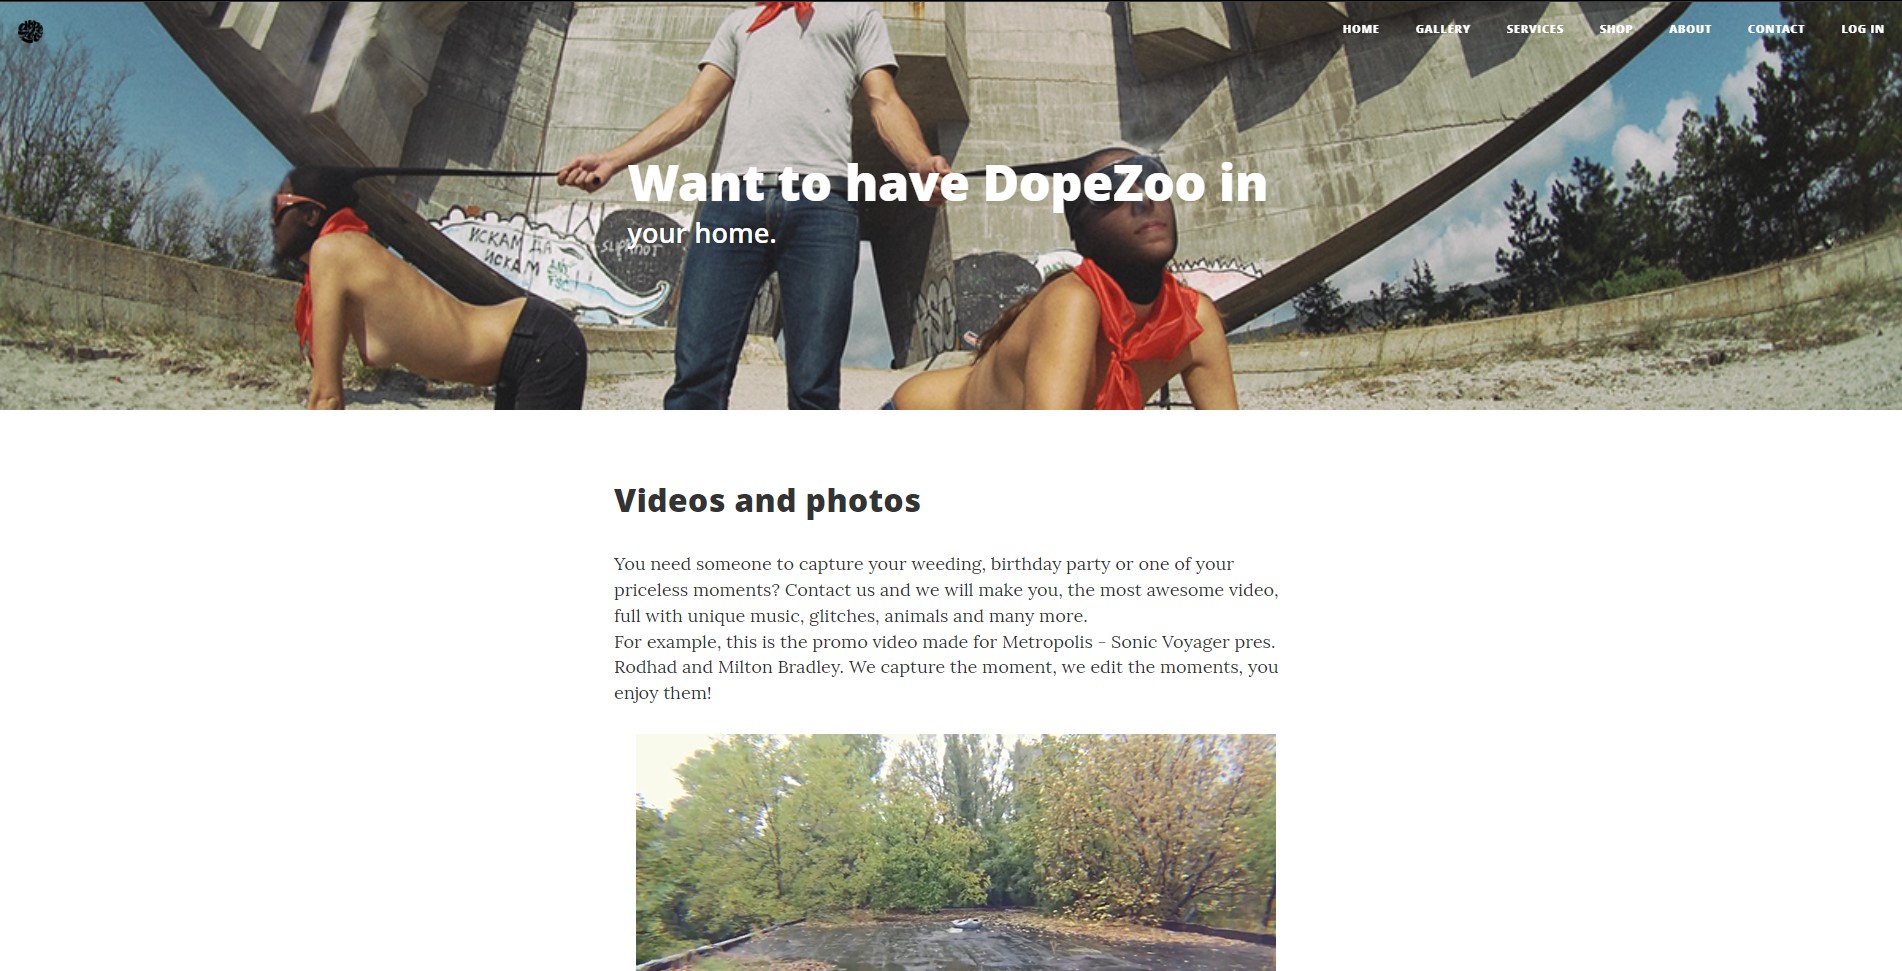 HOME GALLERY SERVICES SHOP ABOUT CONTACT LOG IN
Want to have DopeZoo in
your home.
ИСКАМ ДА
ИСКАМ
SLIPKNOT
Videos and photos
You need someone to capture your weeding, birthday party or one of your
priceless moments? Contact us and we will make you, the most awesome video,
full with unique music, glitches, animals and many more.
For example, this is the promo video made for Metropolis - Sonic Voyager pres.
Rodhad and Milton Bradley. We capture the moment, we edit the moments, you
enjoy them!